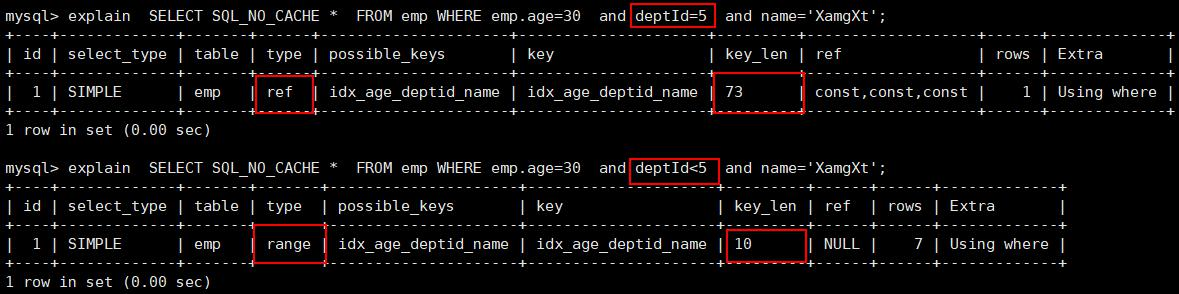 mysql> explain  SELECT SQL_NO_CACHE *  FROM emp WHERE emp.age=30  and deptId=5  and name='XamgXt';
+----+-------------+-------+------+---------------------+---------------------+---------+-------------------+------+-------------+
| id | select_type | table | type | possible_keys       | key                 | key_len | ref               | rows | Extra       |
+----+-------------+-------+------+---------------------+---------------------+---------+-------------------+------+-------------+
|  1 | SIMPLE      | emp   | ref  | idx_age_deptid_name | idx_age_deptid_name | 73      | const,const,const |    1 | Using where |
+----+-------------+-------+------+---------------------+---------------------+---------+-------------------+------+-------------+
1 row in set (0.00 sec)
mysql> explain  SELECT SQL_NO_CACHE *  FROM emp WHERE emp.age=30  and deptId<5  and name='XamgXt';
+----+-------------+-------+-------+---------------------+---------------------+---------+------+------+-------------+
| id | select_type | table | type  | possible_keys       | key                 | key_len | ref  | rows | Extra       |
+----+-------------+-------+-------+---------------------+---------------------+---------+------+------+-------------+
|  1 | SIMPLE      | emp   | range | idx_age_deptid_name | idx_age_deptid_name | 10      | NULL |    7 | Using where |
+----+-------------+-------+-------+---------------------+---------------------+---------+------+------+-------------+
1 row in set (0.00 sec)